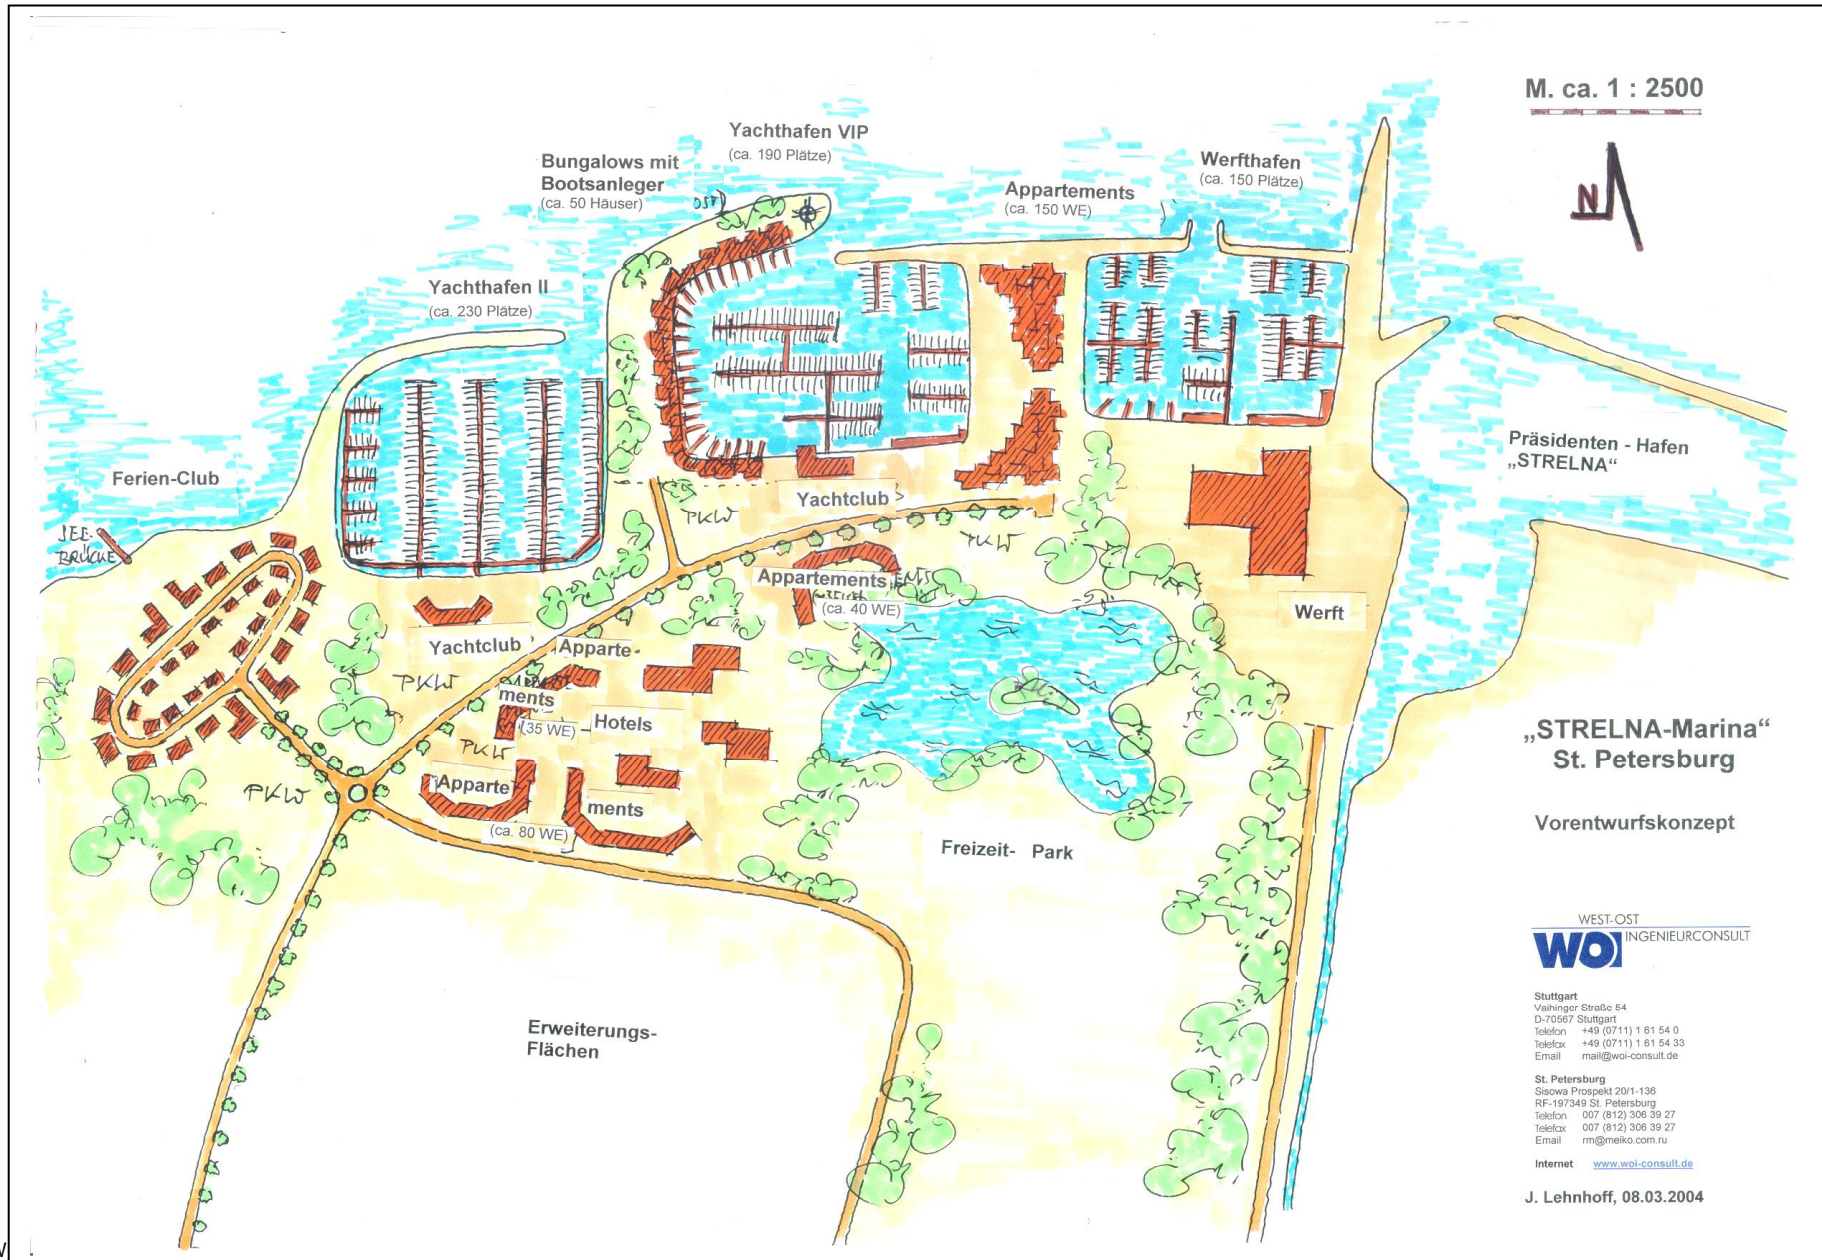 M. ca. 1 : 2500
N
Yachthafen VIP
(ca. 190 Plätze)
Bungalows mit
Bootsanleger
(ca. 50 Häuser)
Werfthafen
(ca. 150 Plätze)
Appartements
(ca. 150 WE)
Yachthafen II
(ca. 230 Plätze)
Präsidenten - Hafen
„STRELNA“
Ferien-Club
SEE-
BRÜCKE
Yachtclub >
PKW
PKW
Appartements
(ca. 40 WE)
Werft
Yachtclub
Apparte-
ments
(35 WE)
PKW
Hotels
PKW
PKW
Apparte
ments
(ca. 80 WE)
Freizeit- Park
Erweiterungs-
Flächen
„STRELNA-Marina“
St. Petersburg
Vorentwurfskonzept
WEST-OST
WOI INGENIEURCONSULT
Stuttgart
Vaihinger Straße 54
D-70567 Stuttgart
Telefon +49 (0711) 1 61 54 0
Telefax +49 (0711) 1 61 54 33
Email mail@woi-consult.de
St. Petersburg
Sisowa Prospekt 20/1-136
RF-197349 St. Petersburg
Telefon 007 (812) 306 39 27
Telefax 007 (812) 306 39 27
Email rm@meiko.com.ru
Internet www.woi-consult.de
J. Lehnhoff, 08.03.2004